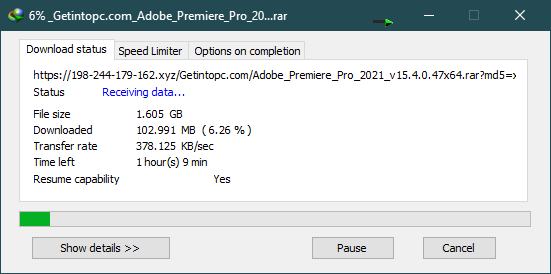 6% _Getintopc.com_Adobe_Premiere_Pro_20...rar
Download status
Speed Limiter
Options on completion
https://198-244-179-162.xyz/Getintopc.com/Adobe_Premiere_Pro_2021_v15.4.0.47x64.rar?md5=x
Status Receiving data...
File size 1.605 GB
Downloaded 102.991 MB ( 6.26 % )
Transfer rate 378.125 KB/sec
Time left 1 hour(s) 9 min
Resume capability Yes
Show details >>
Pause
Cancel